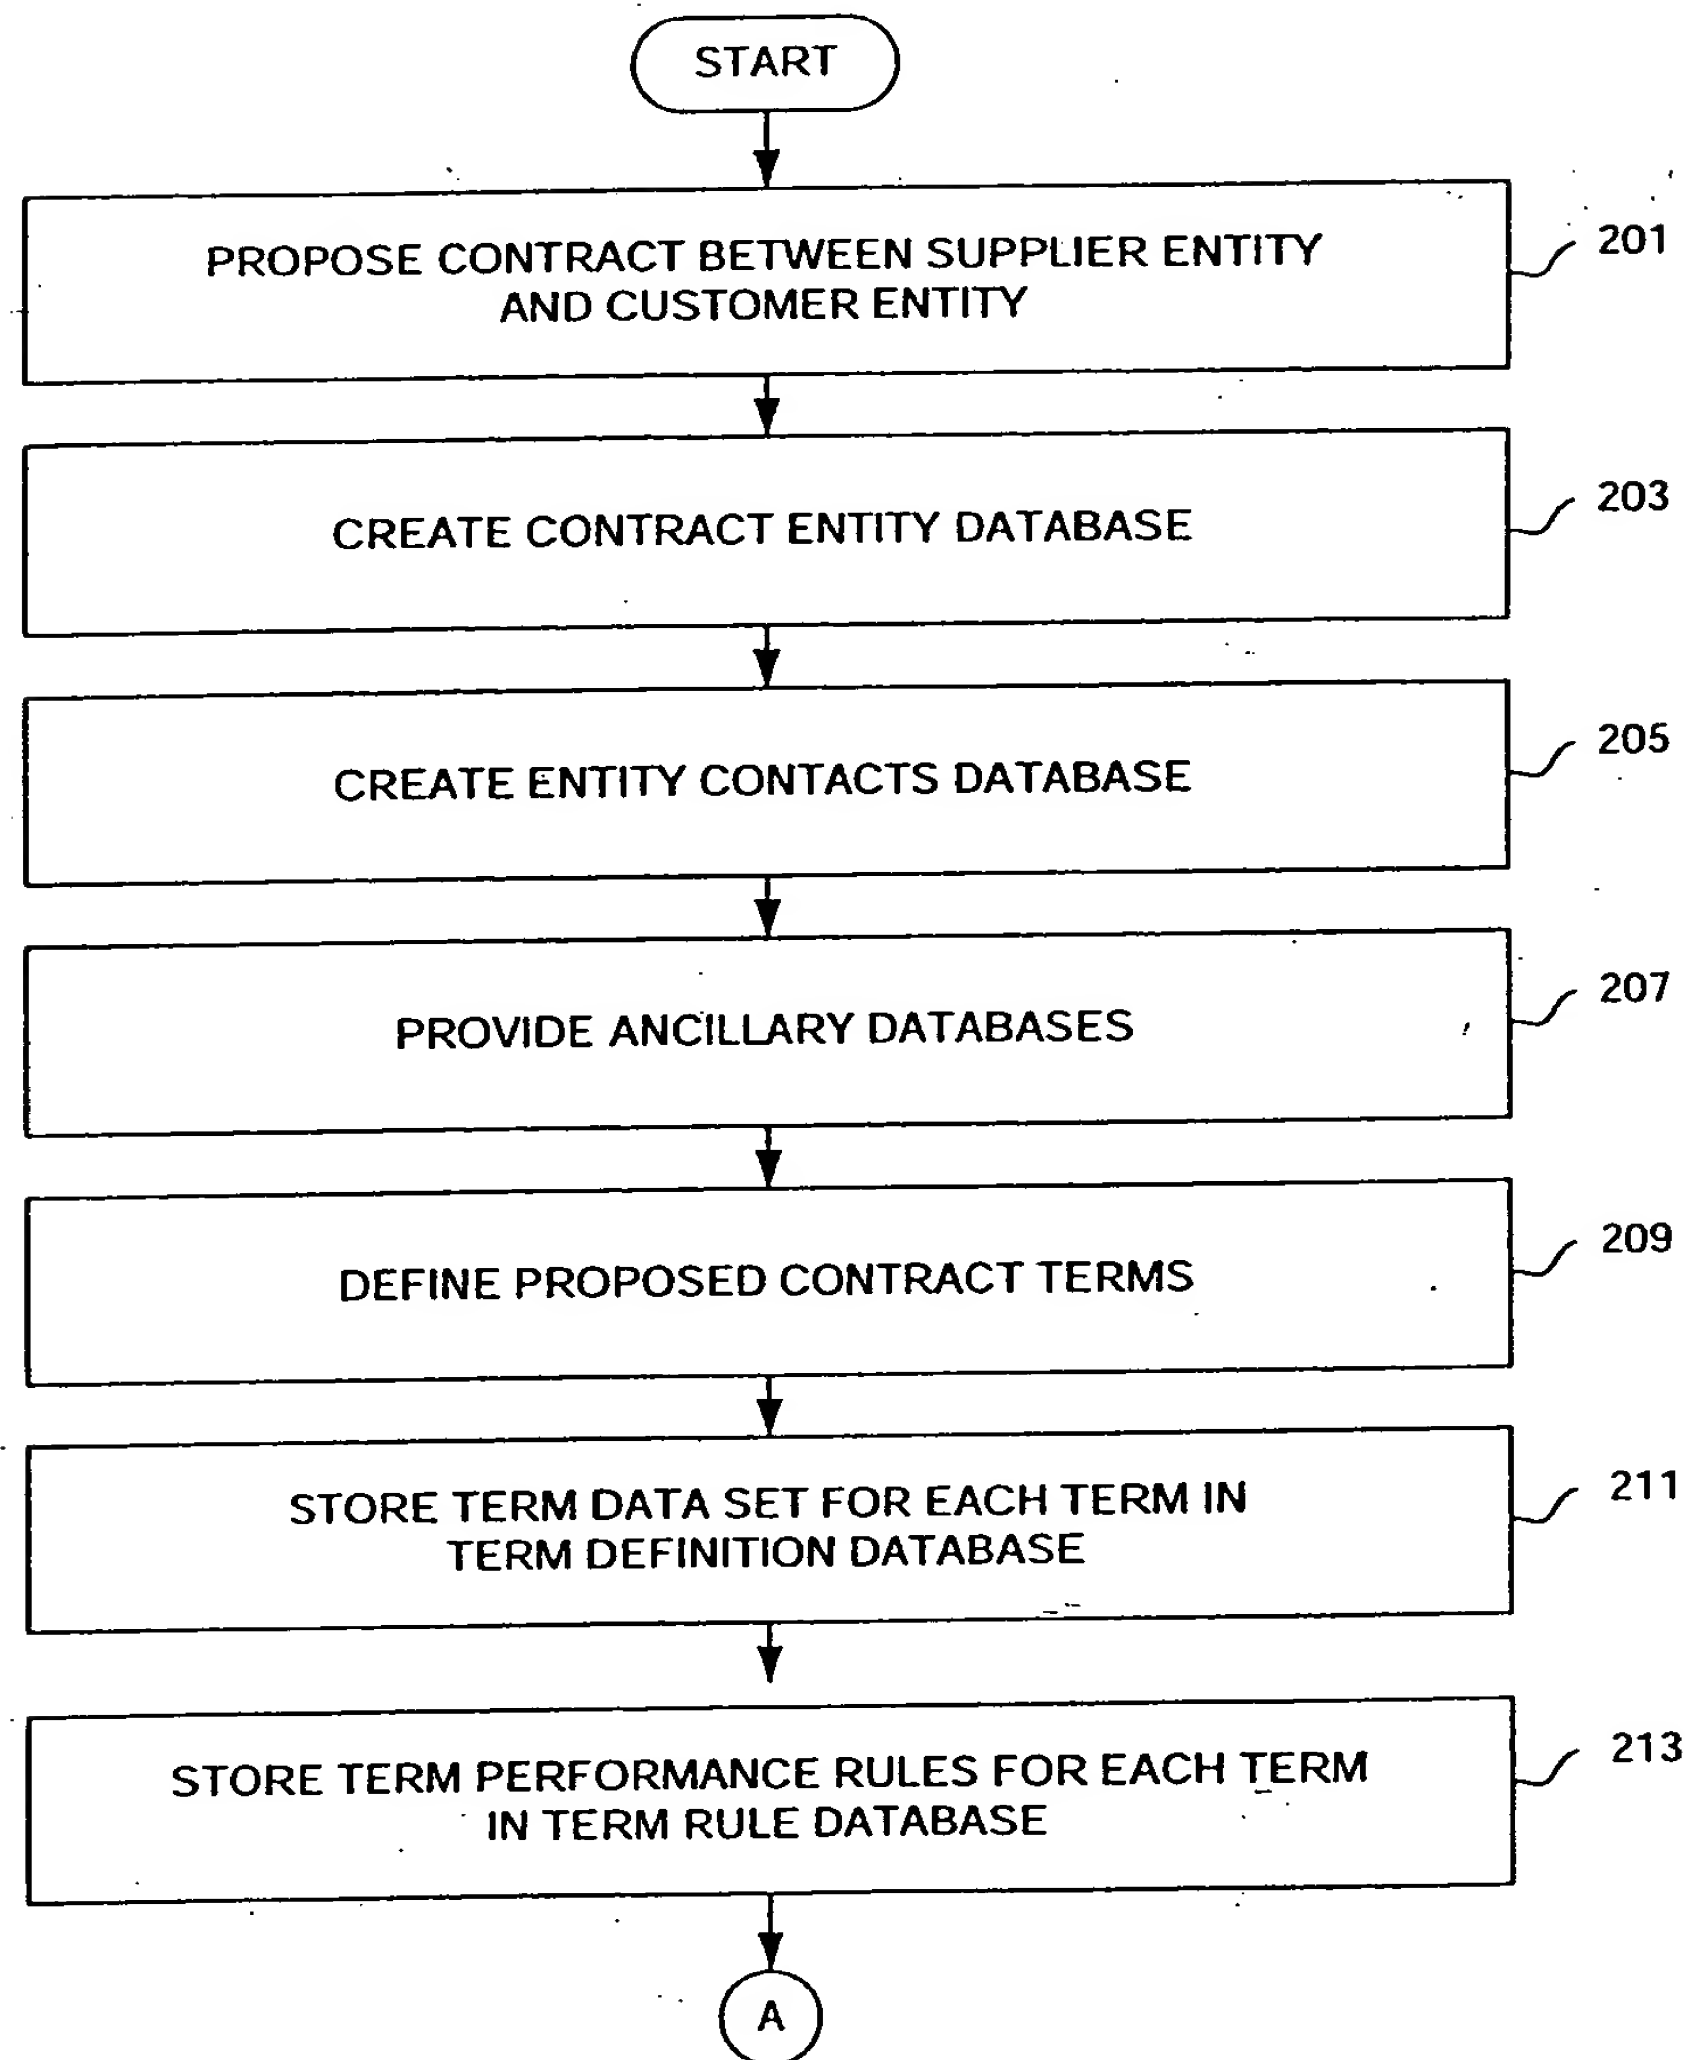 START
PROPOSE CONTRACT BETWEEN SUPPLIER ENTITY
AND CUSTOMER ENTITY
201
CREATE CONTRACT ENTITY DATABASE
203
CREATE ENTITY CONTACTS DATABASE
205
PROVIDE ANCILLARY DATABASES
207
DEFINE PROPOSED CONTRACT TERMS
209
STORE TERM DATA SET FOR EACH TERM IN
TERM DEFINITION DATABASE
211
STORE TERM PERFORMANCE RULES FOR EACH TERM
IN TERM RULE DATABASE
213
A